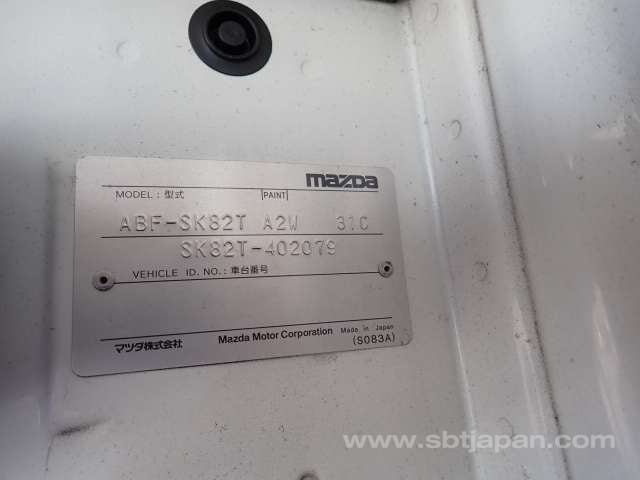 mazda
MODEL: 型式 PAINT
ABF-SK82T A2W 31C
SK82T-402079
VEHICLE ID. NO.: 車台番号
マツダ株式会社 Mazda Motor Corporation Made in Japan
(S083A)
www.sbtjapan.com